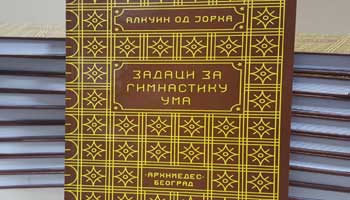 АЛКУИН ОД ЈОРКА
ЗАДАЦИ ЗА
ГИМНАСТИКУ
УМА
·АРХИМЕДЕС·
БЕОГРАД